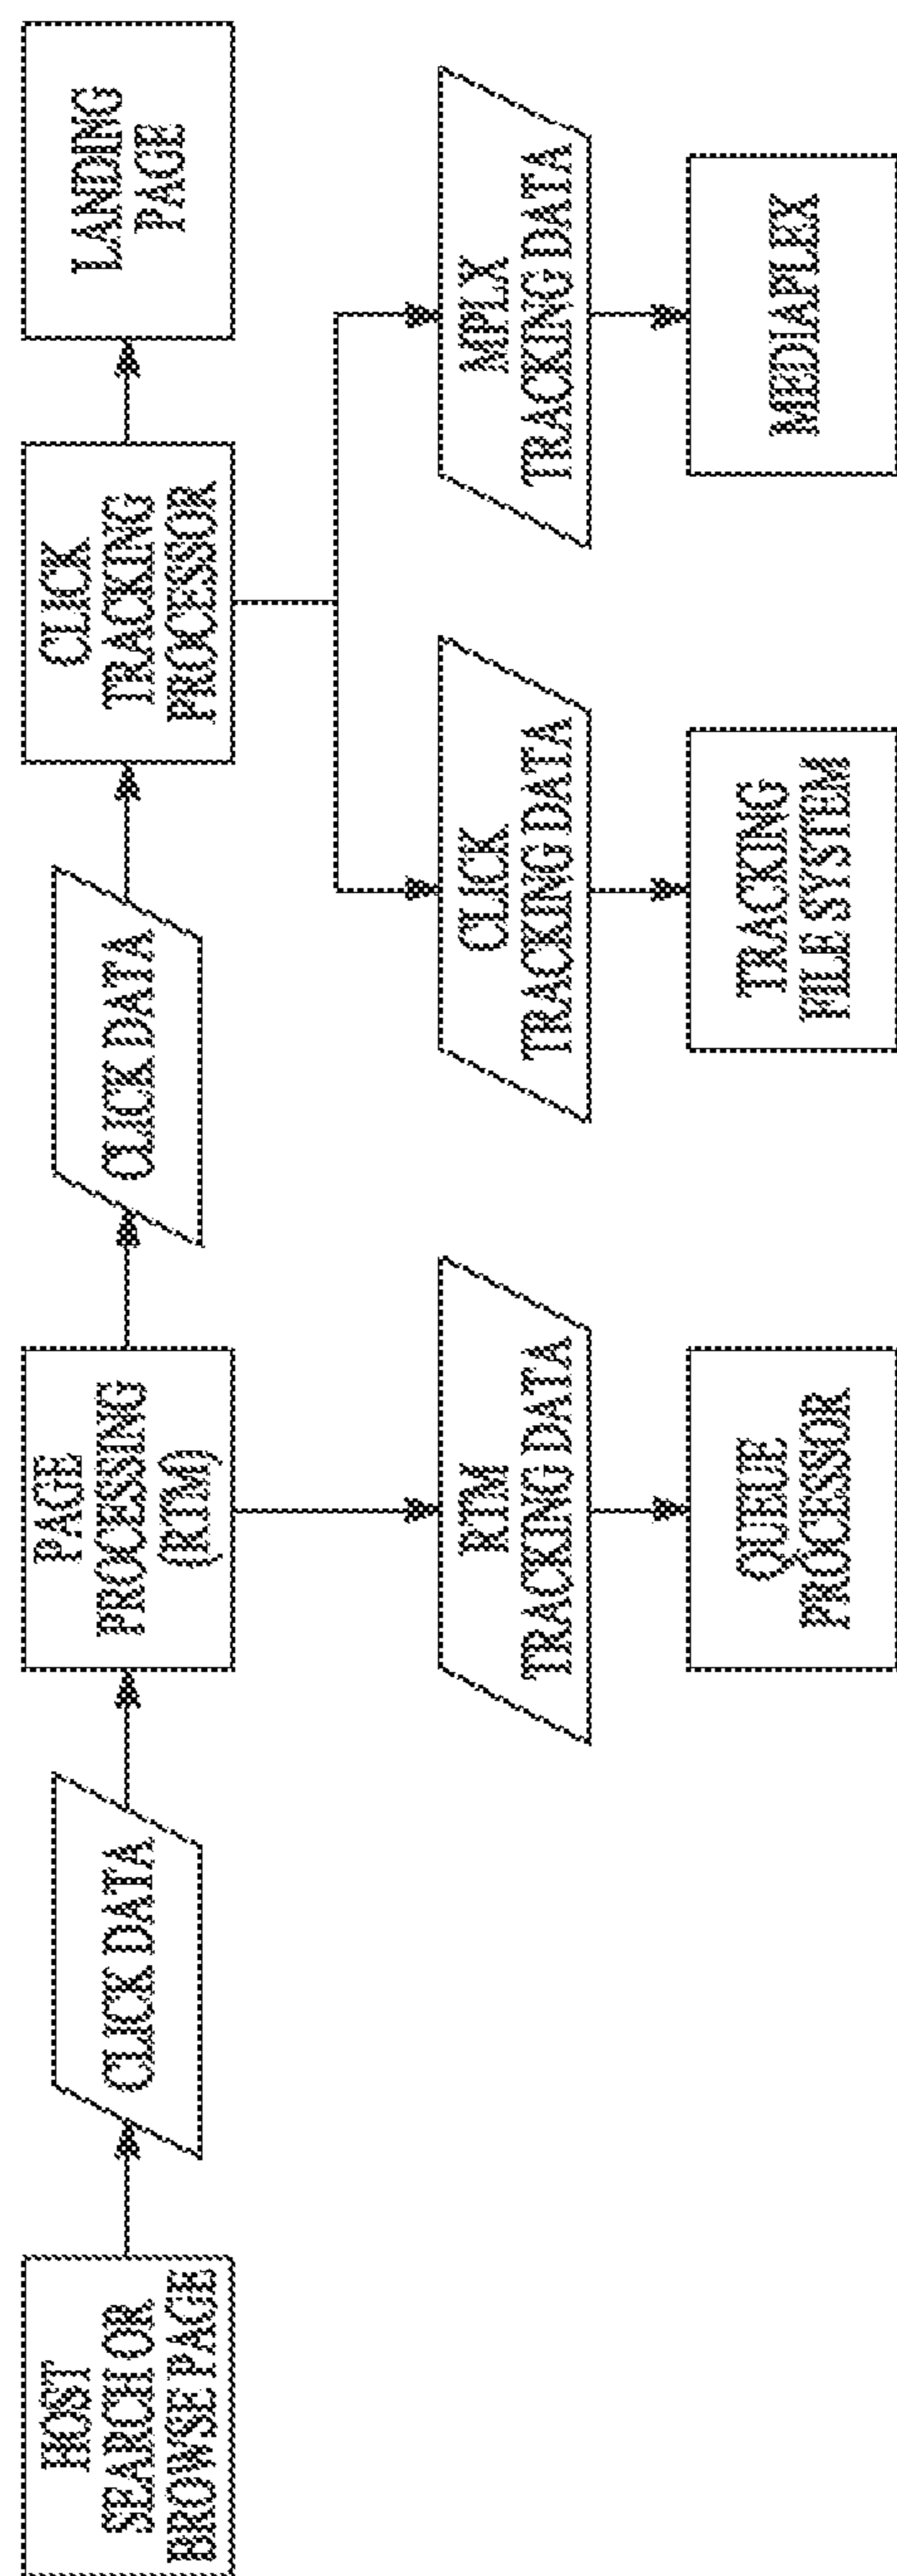 HOST
SEARCH OR
BROWSE PAGE
CLICK DATA
PAGE
PROCESSING
(RTM)
CLICK DATA
CLICK
TRACKING
PROCESSOR
LANDING
PAGE
RTM
TRACKING DATA
CLICK
TRACKING DATA
MPLX
TRACKING DATA
QUEUE
PROCESSOR
TRACKING
FILE SYSTEM
MEDIAPLEX